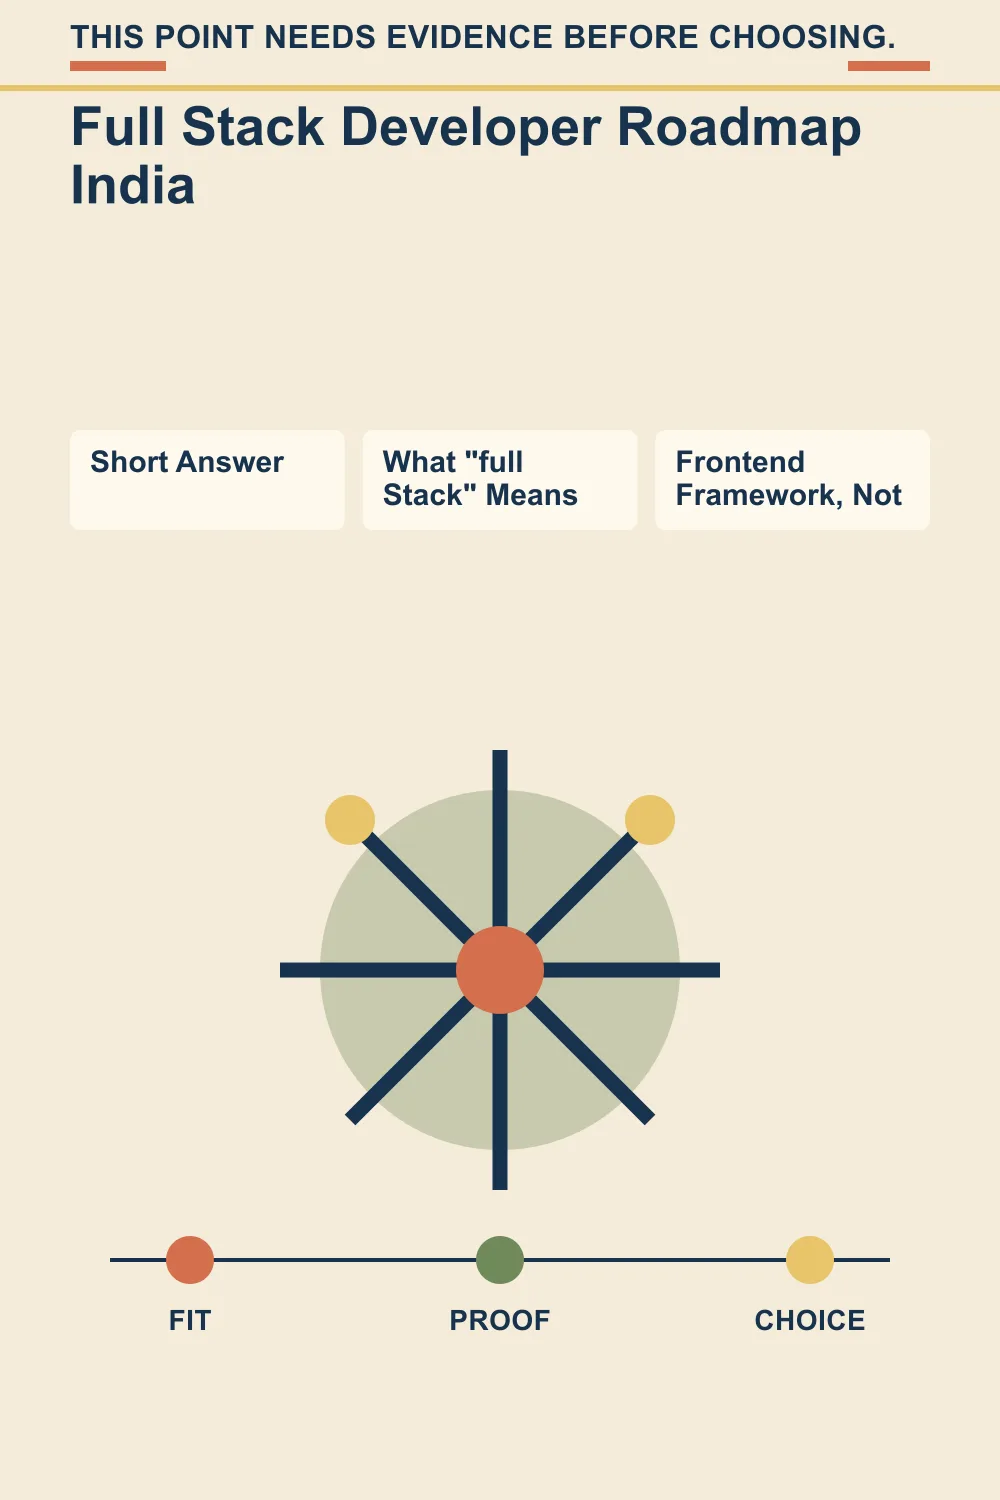 THIS POINT NEEDS EVIDENCE BEFORE CHOOSING.
Full Stack Developer Roadmap
India
Short Answer
What "full
Stack" Means
Frontend
Framework, Not
FIT
PROOF
CHOICE